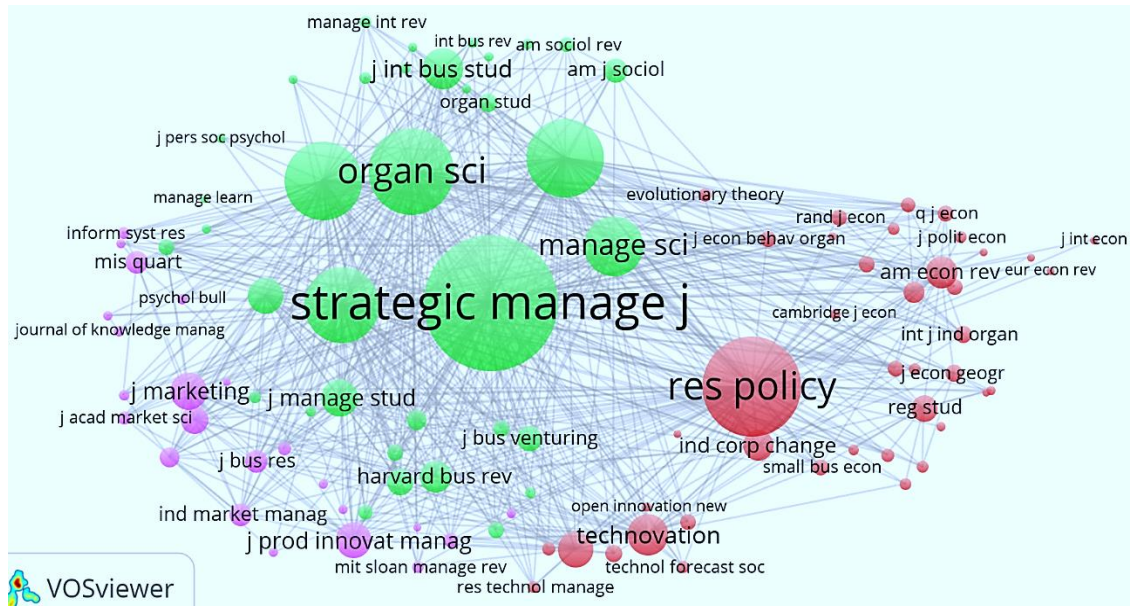 manage int rev
int bus rev
am sociol rev
j int bus stud
am j sociol
organ stud
j pers soc psychol
organ sci
manage learn
evolutionary theory
rand j econ
q j econ
inform syst res
manage sci
j econ behav organ
j polit econ
j int econ
mis quart
am econ rev
eur econ rev
psychol bull
strategic manage j
cambridge j econ
journal of knowledge manag
int j ind organ
j marketing
j manage stud
res policy
j econ geogr
j acad market sci
reg stud
j bus venturing
ind corp change
j bus res
harvard bus rev
small bus econ
ind market manag
open innovation new
j prod innovat manag
technovation
mit sloan manage rev
technol forecast soc
res technol manage
VOSviewer